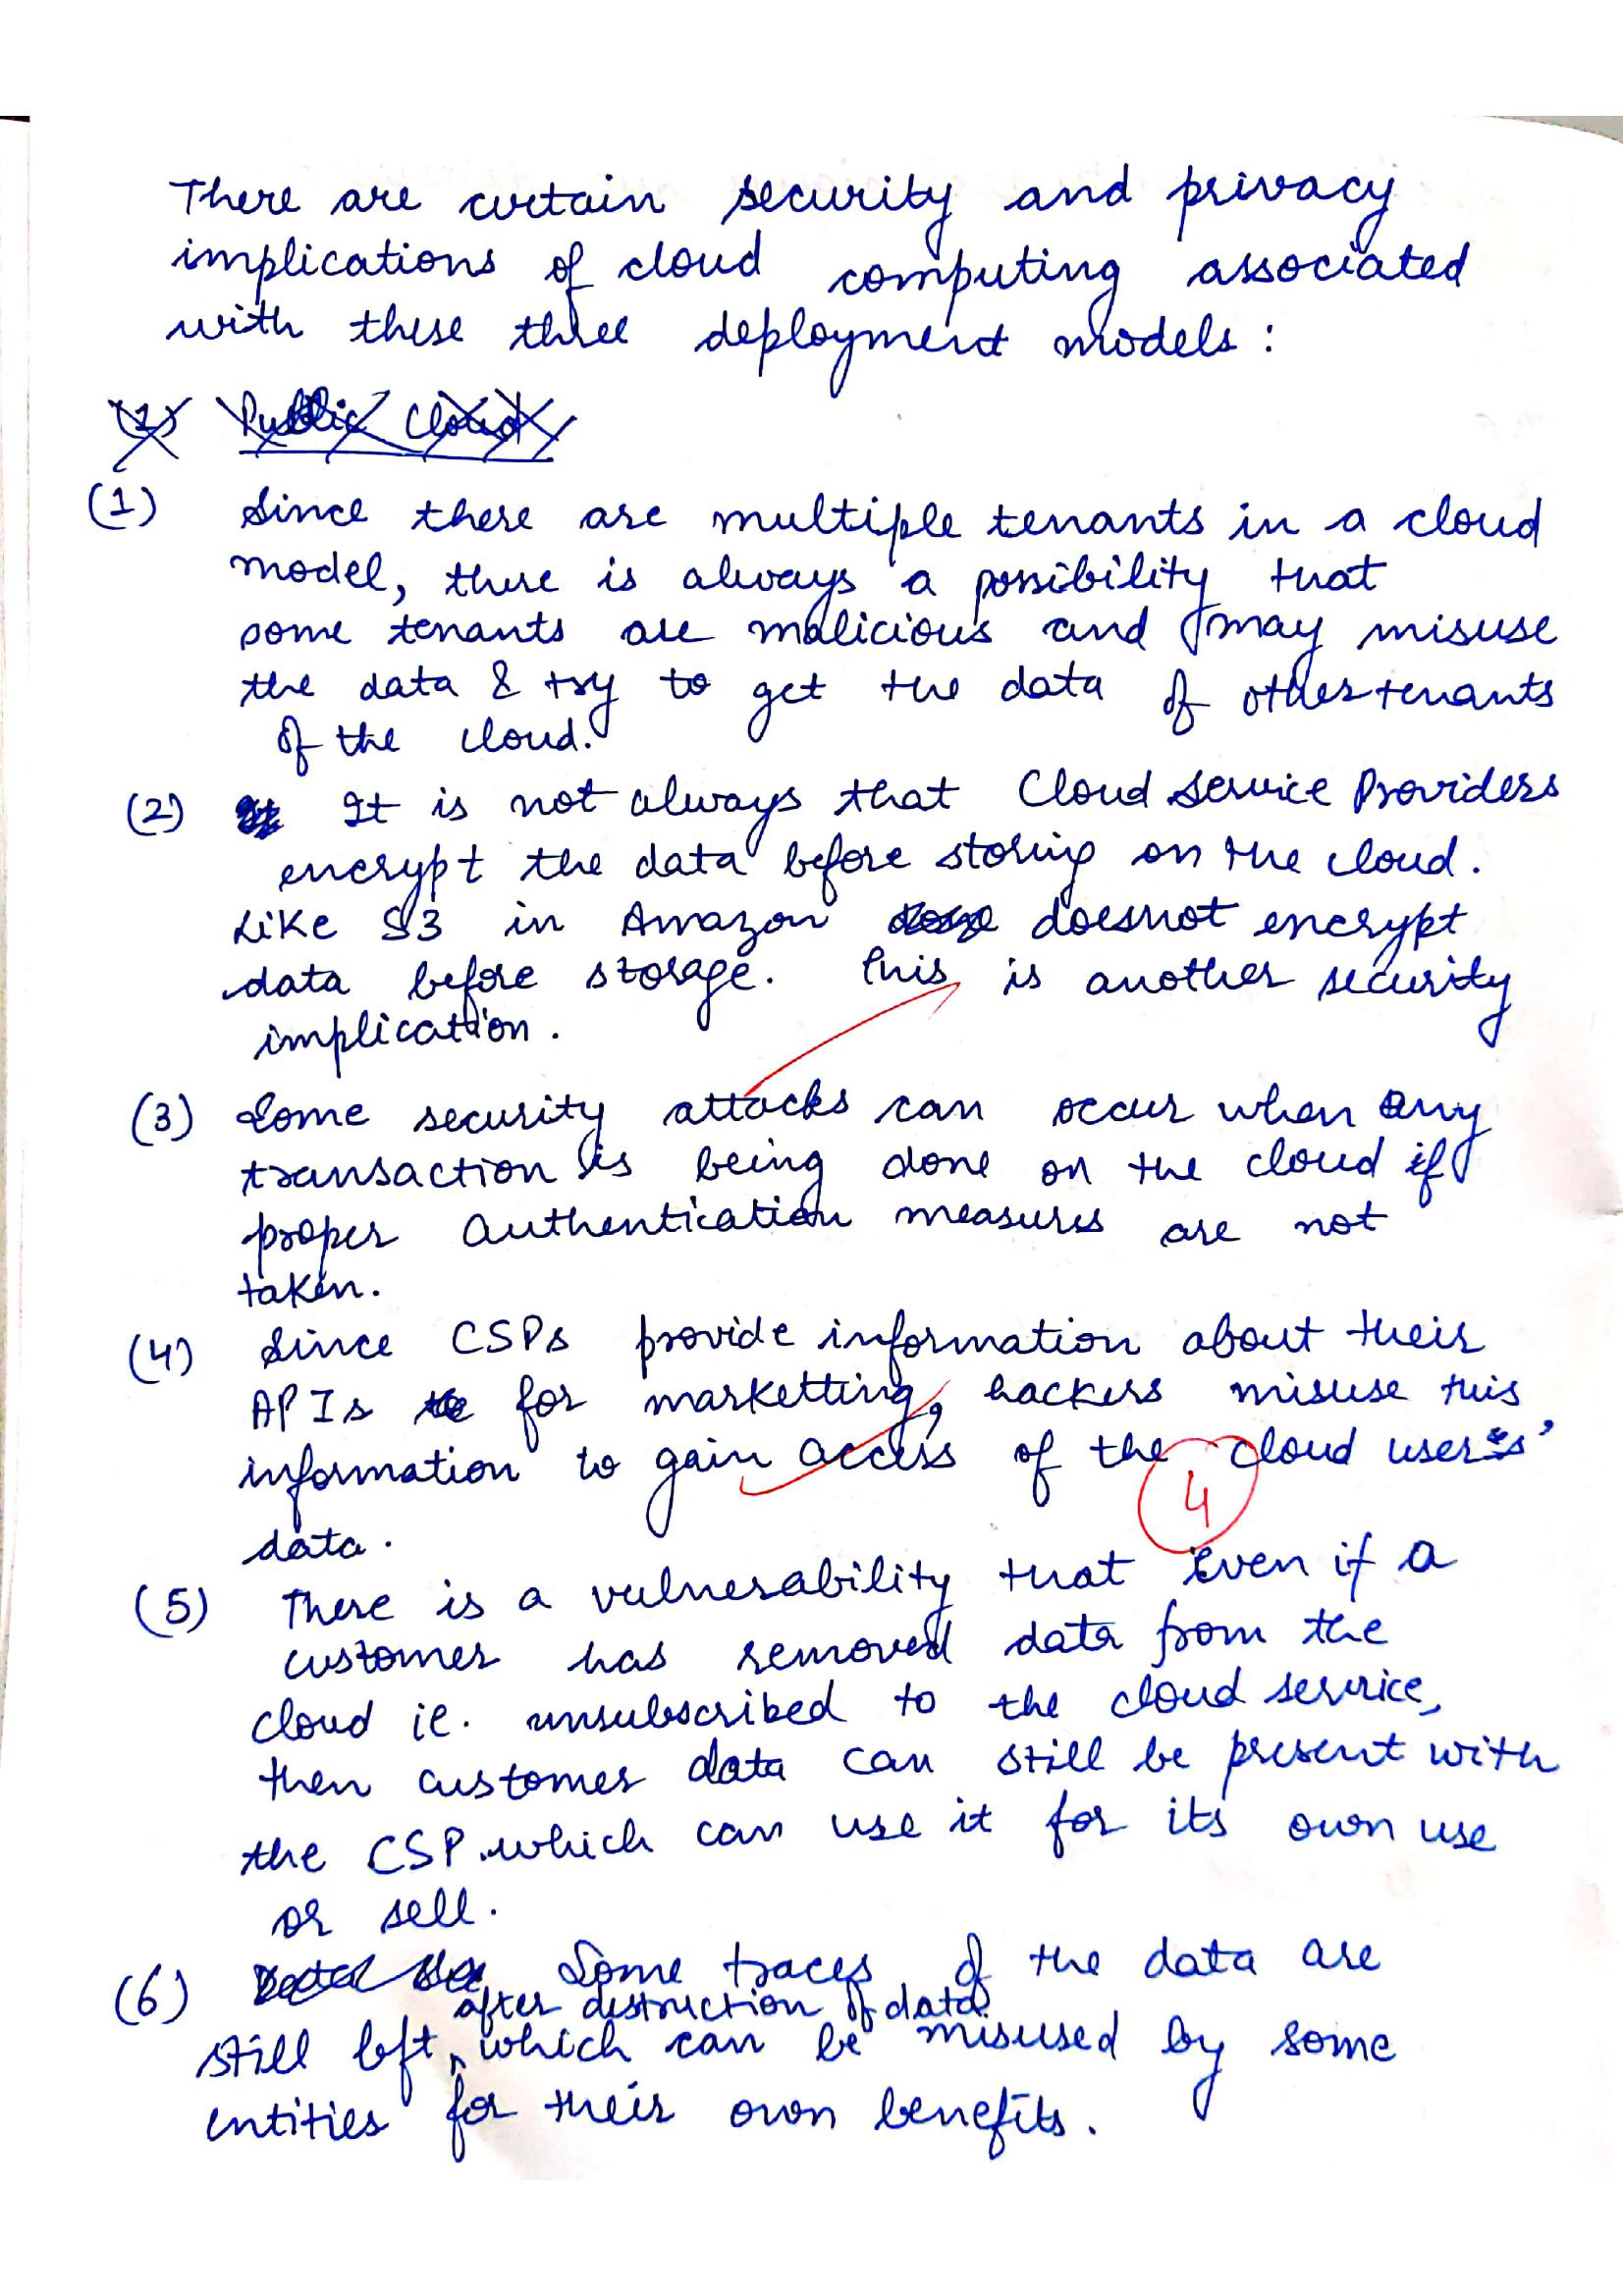 There are certain security and privacy
implications of cloud computing associated
with these three deployment models :
(1) Public Cloud
(1) Since there are multiple tenants in a cloud
model, there is always a possibility that
some tenants are malicious and may misuse
the data & try to get the data of other tenants
of the cloud.
(2) It is not always that Cloud Service Providers
encrypt the data before storing on the cloud.
Like S3 in Amazon doesnot encrypt
data before storage. This is another security
implication.
(3) Some security attacks can occur when any
transaction is being done on the cloud if
proper authentication measures are not
taken.
(4) Since CSPs provide information about their
APIs for marketting, hackers misuse this
information to gain access of the cloud users'
4
data.
(5) There is a vulnerability that even if a
customer has removed data from the
cloud ie. unsubscribed to the cloud service,
then customer data can still be present with
the CSP which can use it for its own use
or sell.
(6) Some traces of the data are
after distruction of data
still left, which can be misused by some
entities for their own benefits.